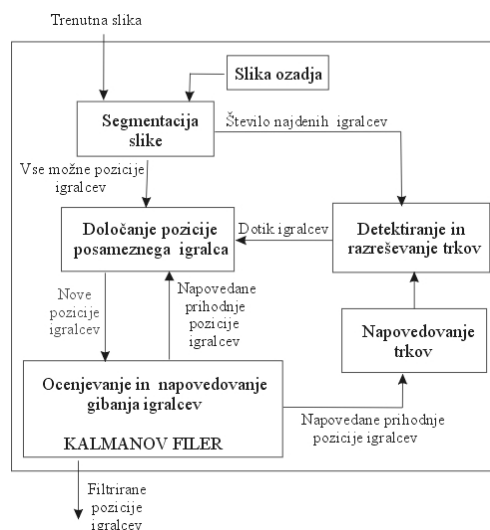 Trenutna slika
Slika ozadja
Segmentacija
slike
Število najdenih igralcev
Vse možne pozicije
igralcev
Določanje pozicije
posameznega igralca
Dotik igralcev
Detektiranje in
razreševanje trkov
Nove
pozicije
igralcev
Napovedane
prihodnje
pozicije
igralcev
Napovedovanje
trkov
Ocenjevanje in napovedovanje
gibanja igralcev
KALMANOV FILER
Napovedane prihodnje
pozicije igralcev
Filtrirane
pozicije
igralcev